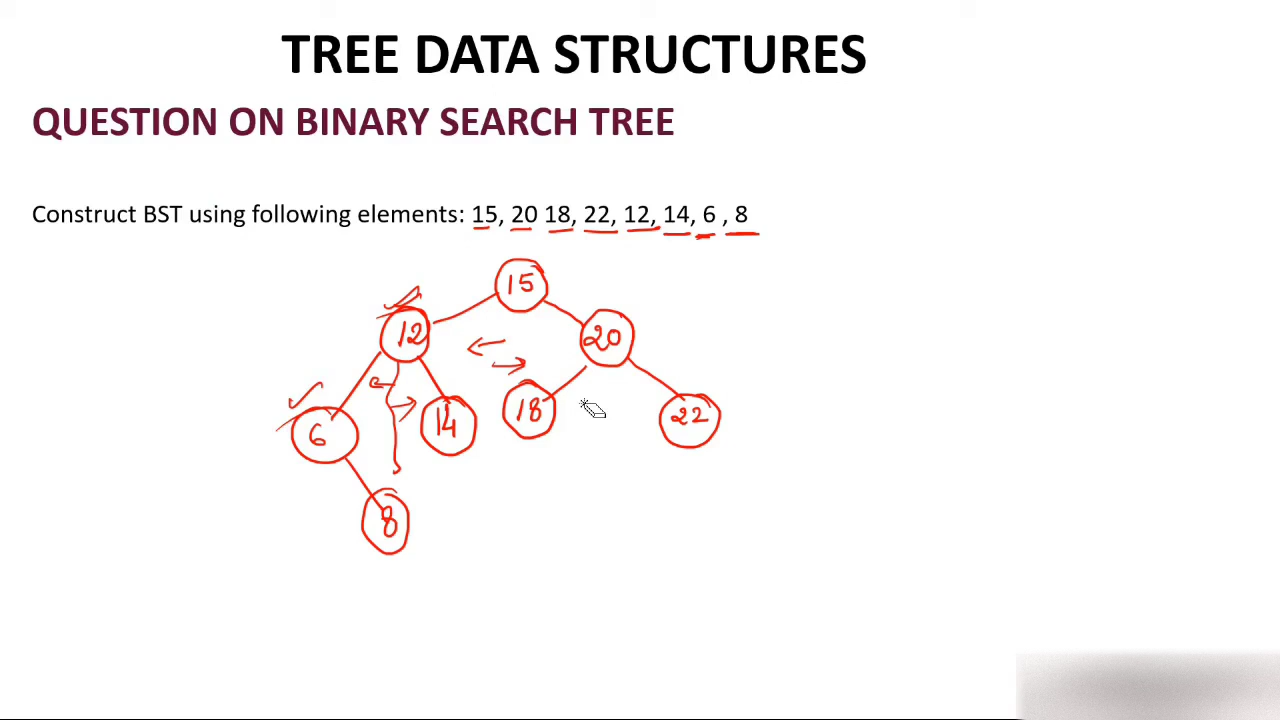 TREE DATA STRUCTURES
QUESTION ON BINARY SEARCH TREE
Construct BST using following elements: 15, 20 18, 22, 12, 14, 6 , 8
15
12
20
6
14
18
22
8